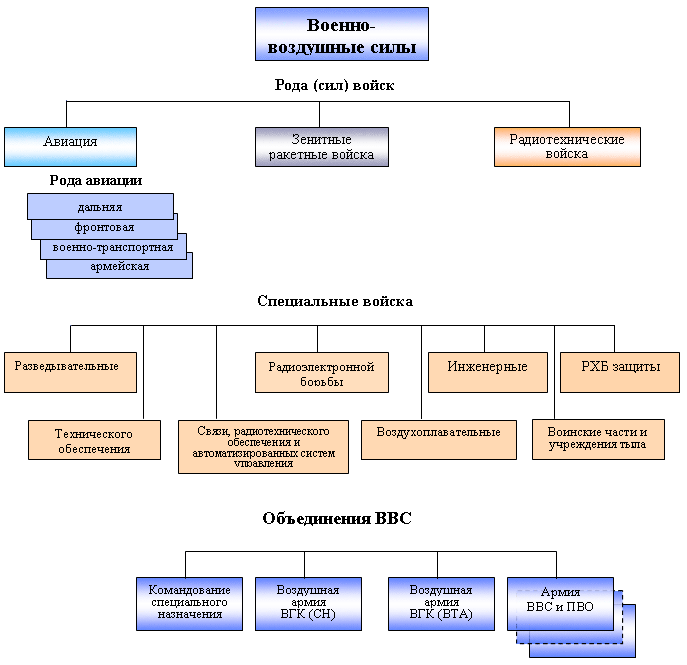 Военно-
воздушные силы
Рода (сил) войск
Авиация
Зенитные
ракетные войска
Радиотехнические
войска
Рода авиации
дальняя
фронтовая
военно-транспортная
армейская
Специальные войска
Разведывательные
Радиоэлектронной
борьбы
Инженерные
РХБ защиты
Технического
обеспечения
Связи, радиотехнического
обеспечения и
автоматизированных систем
управления
Воздухоплавательные
Воинские части и
учреждения тыла
Объединения ВВС
Командование
специального
назначения
Воздушная
армия
ВГК (СН)
Воздушная
армия
ВГК (ВТА)
Армия
ВВС и ПВО